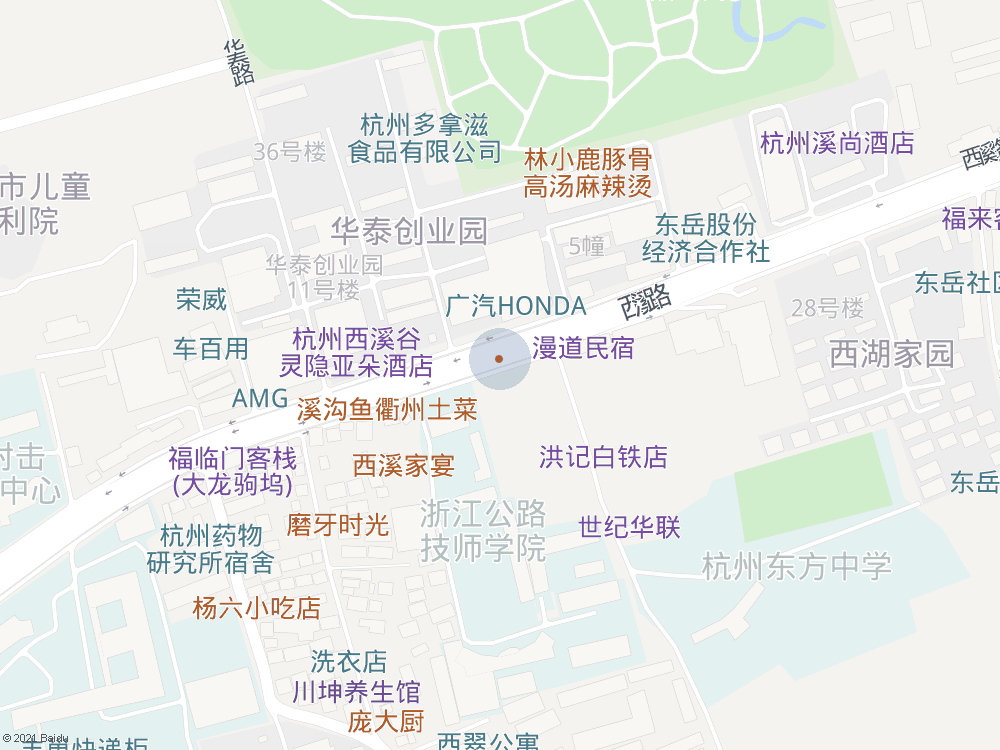 华泰路
杭州多拿滋
食品有限公司
36号楼
林小鹿豚骨
高汤麻辣烫
杭州溪尚酒店
市儿童
利院
华泰创业园
5幢
东岳股份
经济合作社
福来客
华泰创业园
11号楼
东岳社区
荣威
广汽HONDA
西溪路
28号楼
车百用
杭州西溪谷
灵隐亚朵酒店
漫道民宿
西湖家园
AMG
溪沟鱼衢州土菜
射击
中心
福临门客栈
(大龙驹坞)
西溪家宴
洪记白铁店
东岳
磨牙时光
浙江公路
技师学院
世纪华联
杭州药物
研究所宿舍
杭州东方中学
杨六小吃店
洗衣店
川坤养生馆
庞大厨
西翠公寓
© 2021 Baidu